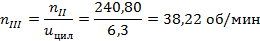 n_III = n_II / u_цил = 240,80 / 6,3 = 38,22 об/мин